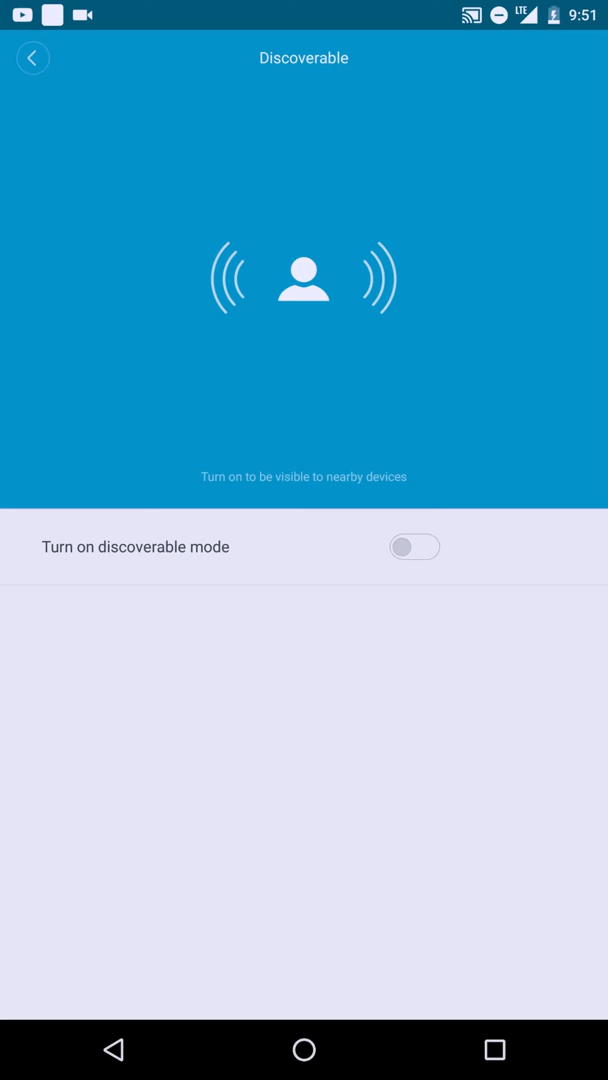 LTE 9:51
Discoverable
Turn on to be visible to nearby devices
Turn on discoverable mode